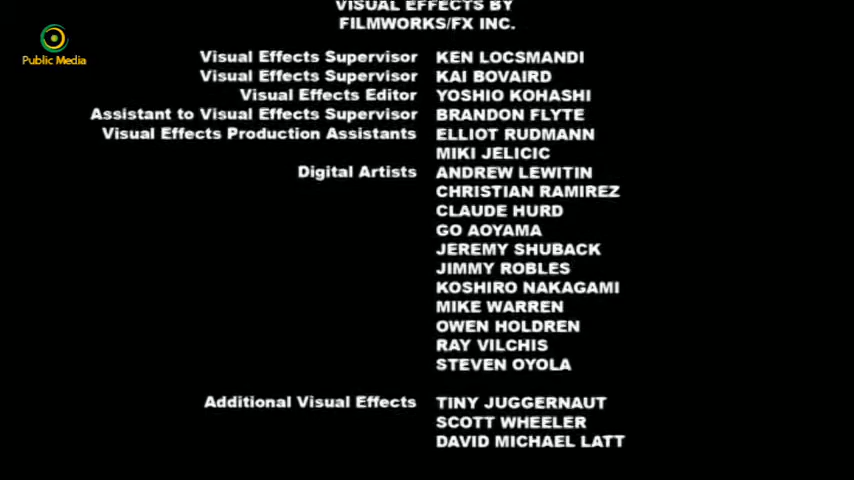 VISUAL EFFECTS BY
FILMWORKS/FX INC.
Public Media
Visual Effects Supervisor KEN LOCSMANDI
Visual Effects Supervisor KAI BOVAIRD
Visual Effects Editor YOSHIO KOHASHI
Assistant to Visual Effects Supervisor BRANDON FLYTE
Visual Effects Production Assistants ELLIOT RUDMANN
MIKI JELICIC
Digital Artists ANDREW LEWITIN
CHRISTIAN RAMIREZ
CLAUDE HURD
GO AOYAMA
JEREMY SHUBACK
JIMMY ROBLES
KOSHIRO NAKAGAMI
MIKE WARREN
OWEN HOLDREN
RAY VILCHIS
STEVEN OYOLA
Additional Visual Effects TINY JUGGERNAUT
SCOTT WHEELER
DAVID MICHAEL LATT